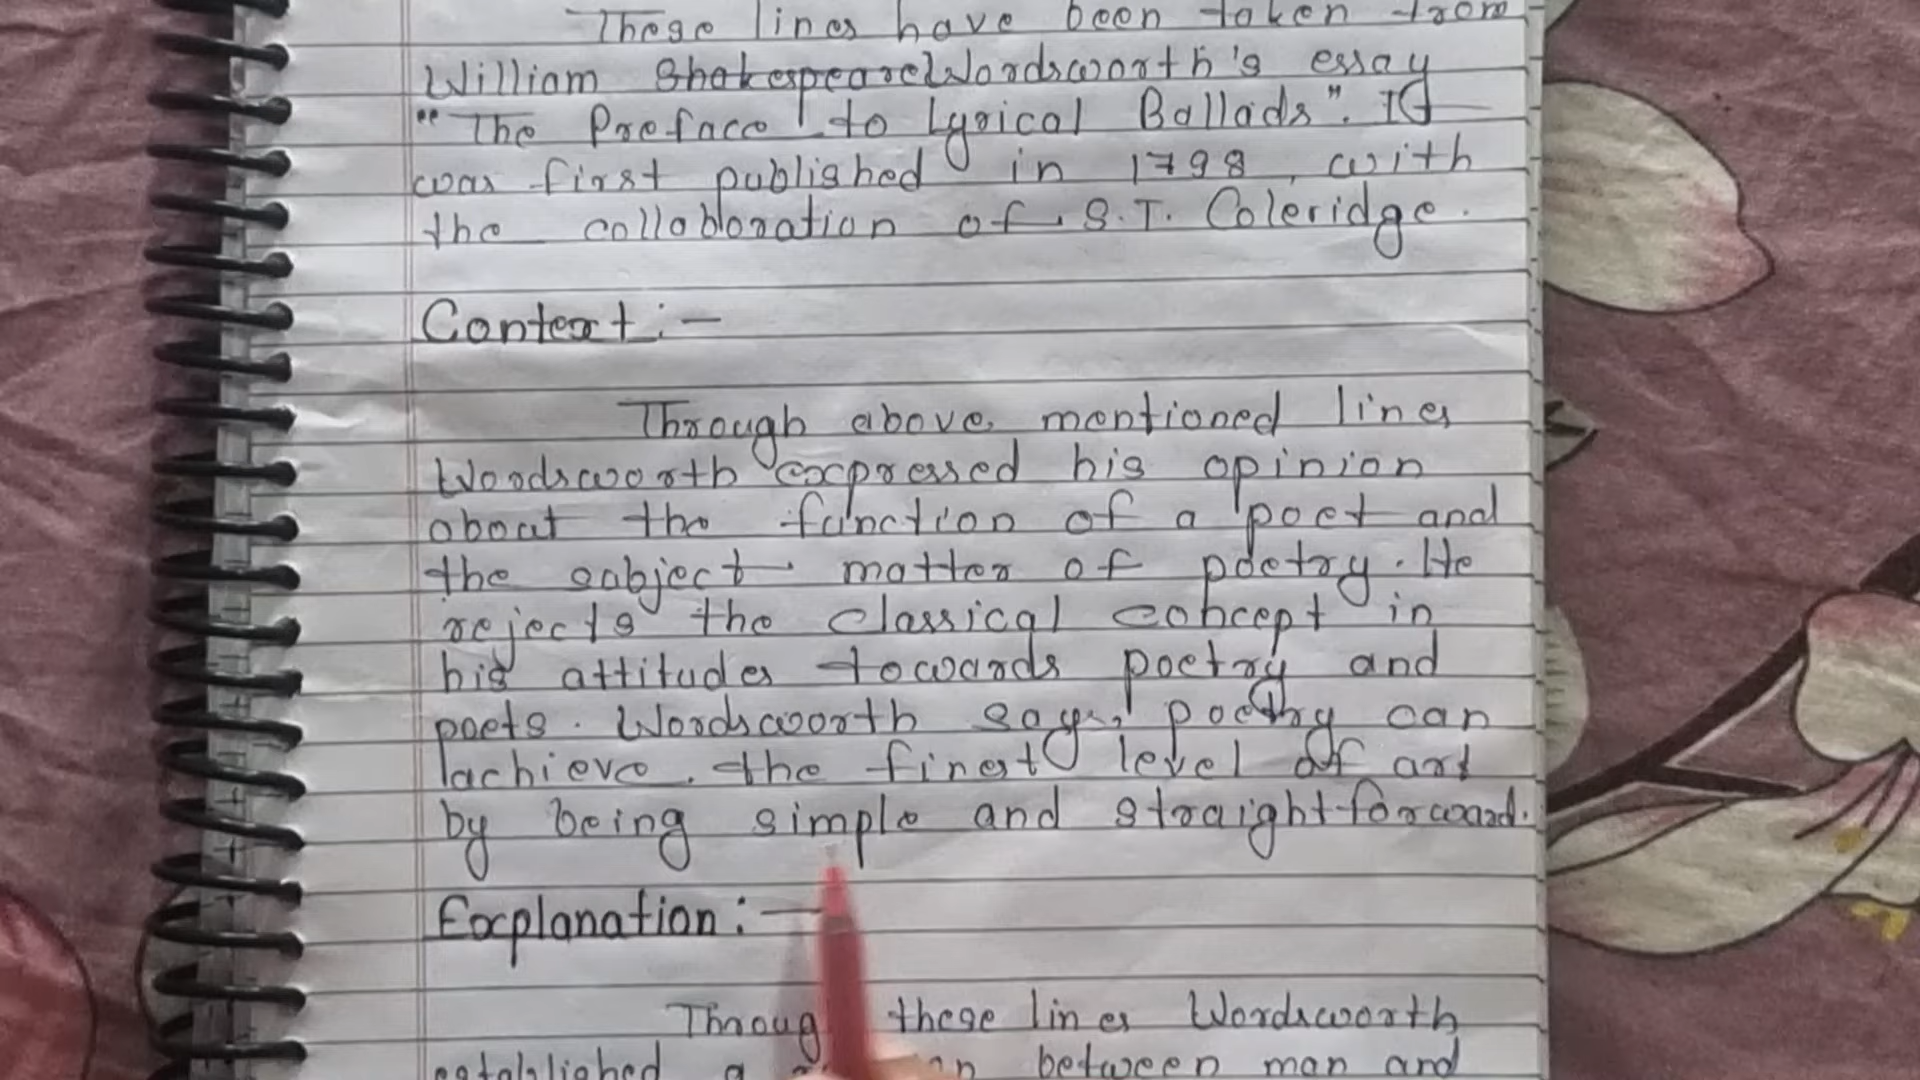 These lines have been taken from
William ShakespeareWordsworth's essay
"The Preface to Lyrical Ballads". It
was first published in 1798, with
the collaboloration of S.T. Coleridge.
Context:-
Through above mentioned lines
Wordsworth expressed his opinion
about the function of a poet and
the subject matter of poetry. He
rejects the classical concept in
his attitudes towards poetry and
poets. Wordsworth says, poetry can
achieve the finest level of art
by being simple and straightforward.
Explanation:-
Throug these lines Wordsworth
established a between man and